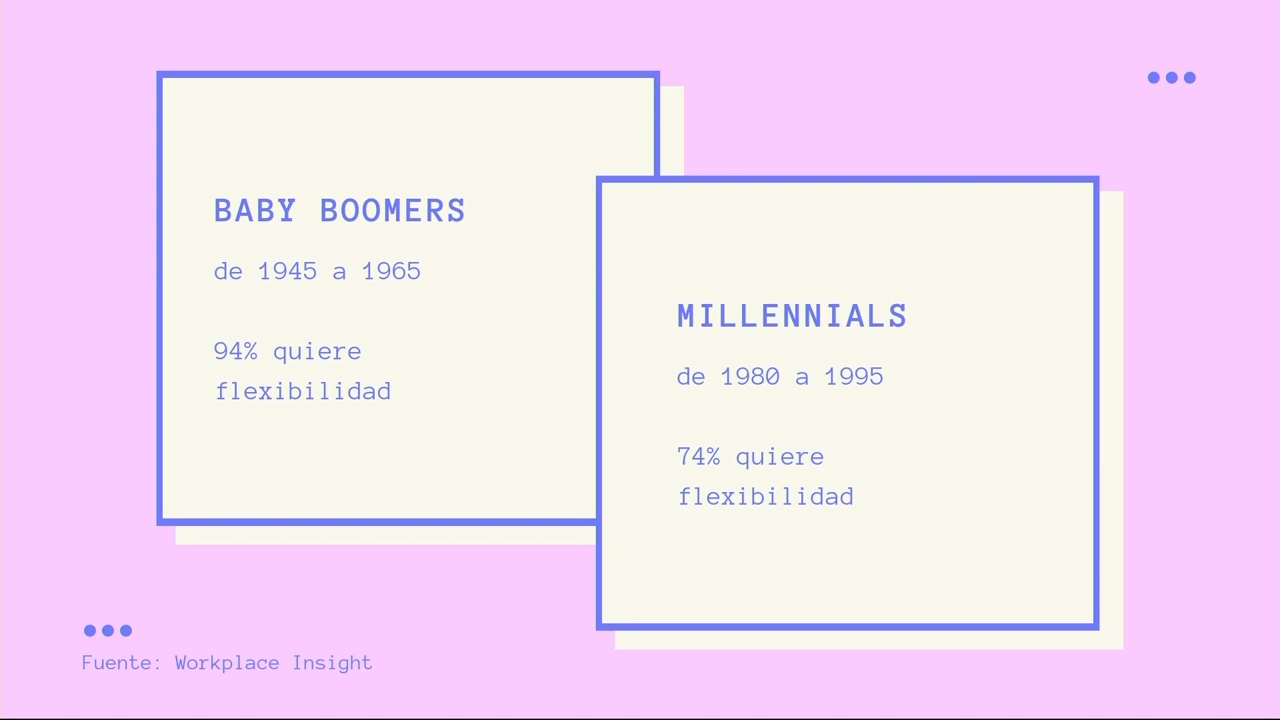 BABY BOOMERS
de 1945 a 1965
94% quiere
flexibilidad
MILLENNIALS
de 1980 a 1995
74% quiere
flexibilidad
Fuente: Workplace Insight